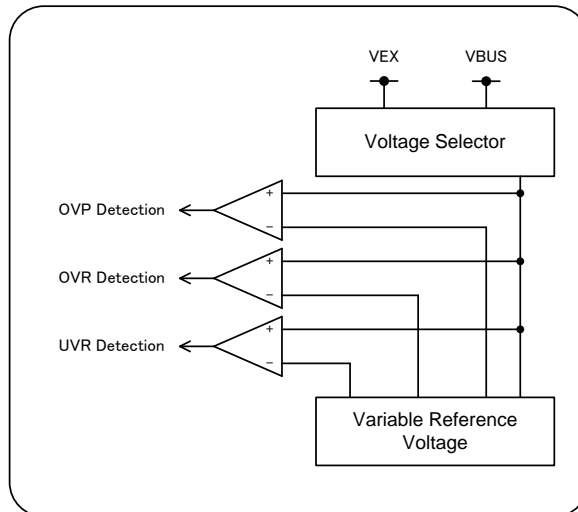 VEX VBUS
Voltage Selector
+
OVP Detection
−
+
OVR Detection
−
+
UVR Detection
−
Variable Reference
Voltage